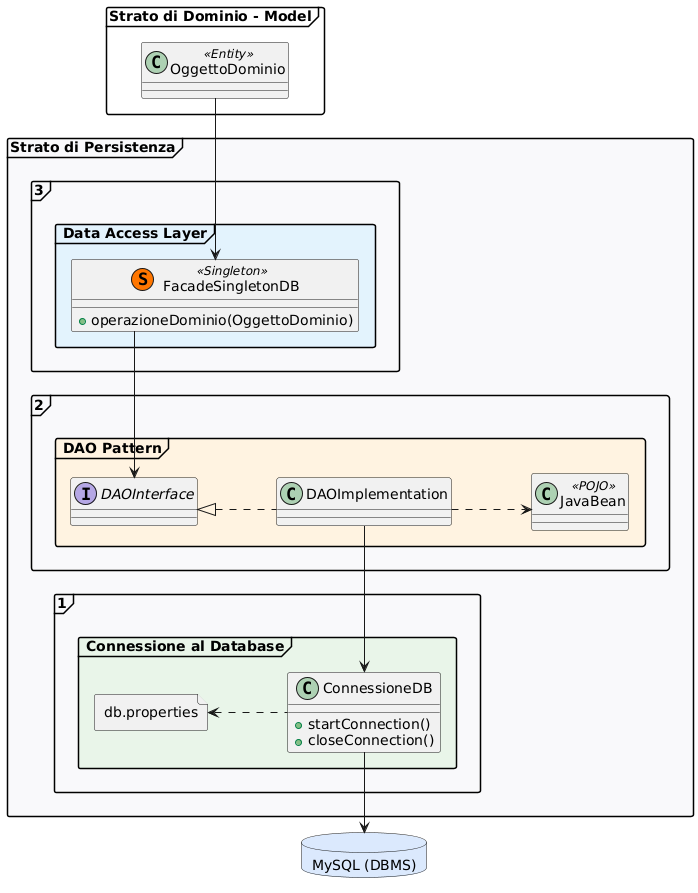 Strato di Dominio - Model
C
«Entity»
OggettoDominio
Strato di Persistenza
3
Data Access Layer
S
«Singleton»
FacadeSingletonDB
operazioneDominio(OggettoDominio)
2
DAO Pattern
I
DAOInterface
C
DAOImplementation
C
«POJO»
JavaBean
1
Connessione al Database
db.properties
C
ConnessioneDB
startConnection()
closeConnection()
MySQL (DBMS)